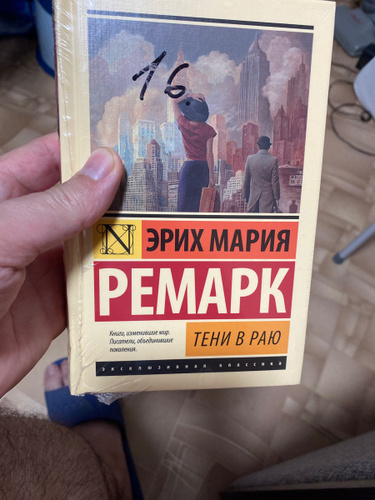 16
N
ЭРИХ МАРИЯ
РЕМАРК
Книги, изменившие мир.
Писатели, объединившие
поколения.
ТЕНИ В РАЮ
ЭКСКЛЮЗИВНАЯ КЛАССИКА